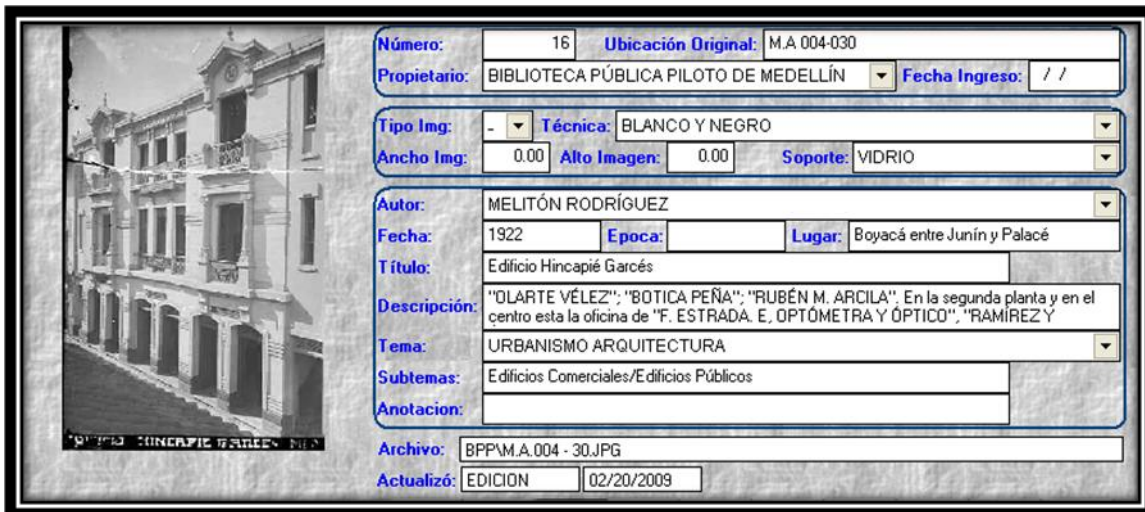 Número: 16 Ubicación Original: M.A 004-030
Propietario: BIBLIOTECA PÚBLICA PILOTO DE MEDELLÍN Fecha Ingreso: / /
Tipo Img: - Técnica: BLANCO Y NEGRO
Ancho Img: 0.00 Alto Imagen: 0.00 Soporte: VIDRIO
Autor: MELITÓN RODRÍGUEZ
Fecha: 1922 Epoca: Lugar: Boyacá entre Junín y Palacé
Título: Edificio Hincapié Garcés
Descripción: "OLARTE VÉLEZ"; "BOTICA PEÑA"; "RUBÉN M. ARCILA". En la segunda planta y en el
centro esta la oficina de "F. ESTRADA. E, OPTÓMETRA Y ÓPTICO", "RAMÍREZ Y
Tema: URBANISMO ARQUITECTURA
Subtemas: Edificios Comerciales/Edificios Públicos
Anotacion:
Archivo: BPP\M.A.004 - 30.JPG
Actualizó: EDICION 02/20/2009